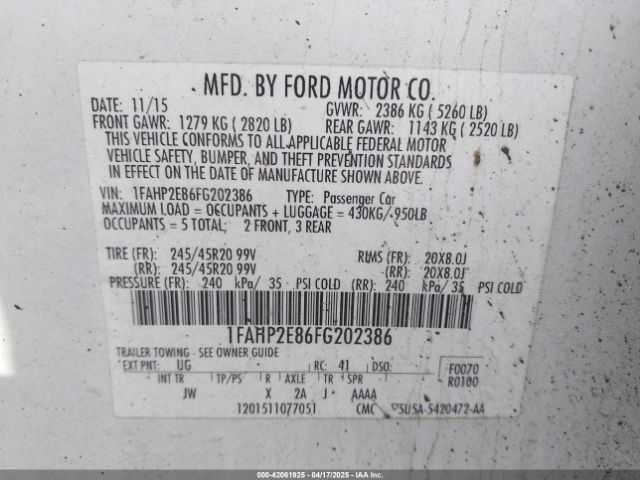 MFD. BY FORD MOTOR CO.
DATE: 11/15 GVWR: 2386 KG ( 5260 LB)
FRONT GAWR: 1279 KG ( 2820 LB) REAR GAWR: 1143 KG ( 2520 LB)
THIS VEHICLE CONFORMS TO ALL APPLICABLE FEDERAL MOTOR
VEHICLE SAFETY, BUMPER, AND THEFT PREVENTION STANDARDS
IN EFFECT ON THE DATE OF MANUFACTURE SHOWN ABOVE.
VIN: 1FAHP2E86FG202386 TYPE: Passenger Car
MAXIMUM LOAD = OCCUPANTS + LUGGAGE = 430KG/ 950LB
OCCUPANTS: 5 TOTAL; 2 FRONT, 3 REAR
TIRE (FR): 245/45R20 99V RIMS (FR): 20X8.0J
(RR): 245/45R20 99V (RR): 20X8.0J
PRESSURE (FR): 240 kPa/ 35 PSI COLD (RR): 240 kPa/ 35 PSI COLD
1FAHP2E86FG202386
TRAILER TOWING - SEE OWNER GUIDE
EXT PNT: UG RC: 41 DSO: F0070
INT TR TP/PS R AXLE TR SPR R0100
JW X 2A J AAAA
1201511077051 CMC 5U5A-5420472-AA
000-42061925 - 04/17/2025 - IAAI.COM